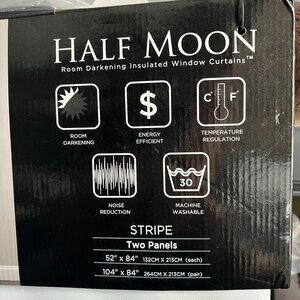 HALF MOON
Room Darkening Insulated Window Curtains™
$
C° F°
ROOM
DARKENING
ENERGY
EFFICIENT
TEMPERATURE
REGULATION
30
NOISE
REDUCTION
MACHINE
WASHABLE
STRIPE
Two Panels
52" x 84" 132CM X 213CM (each)
104" x 84" 264CM X 213CM (pair)